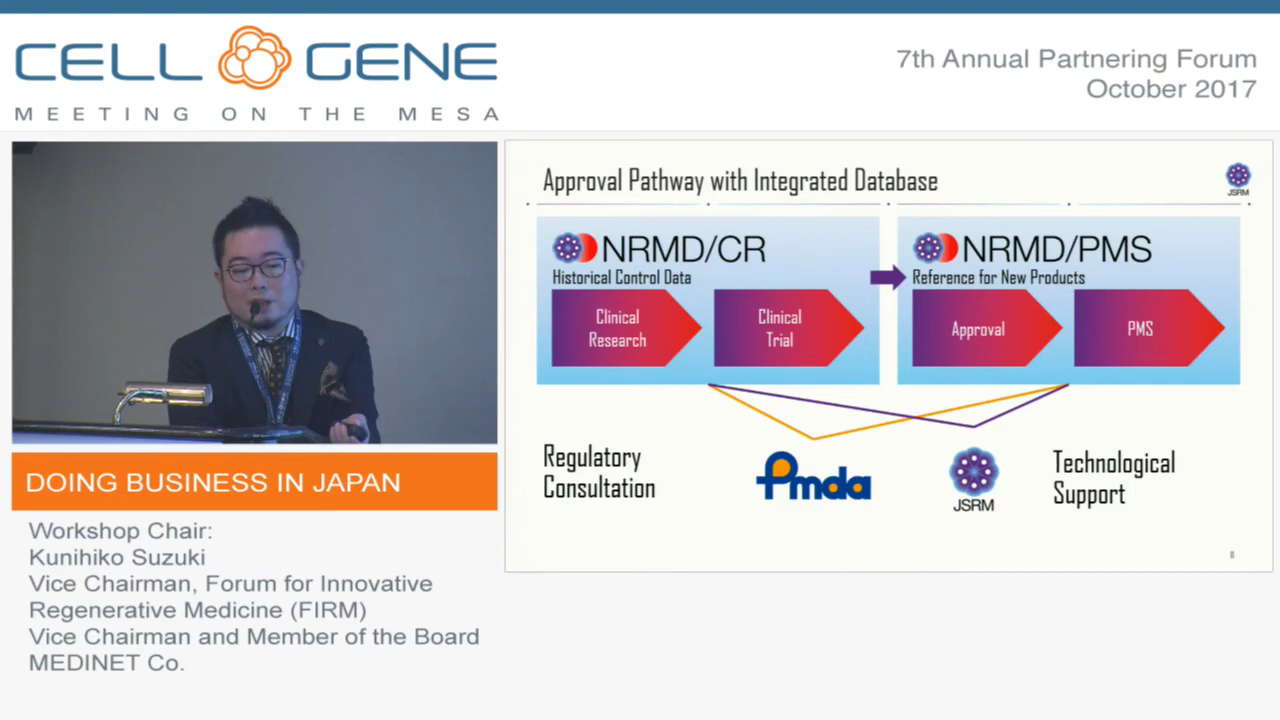 CELL GENE
MEETING ON THE MESA
7th Annual Partnering Forum
October 2017
Approval Pathway with Integrated Database
JSRM
NRMD/CR
Historical Control Data
Clinical
Research
Clinical
Trial
NRMD/PMS
Reference for New Products
Approval
PMS
Regulatory
Consultation
Pmda
JSRM
Technological
Support
8
DOING BUSINESS IN JAPAN
Workshop Chair:
Kunihiko Suzuki
Vice Chairman, Forum for Innovative
Regenerative Medicine (FIRM)
Vice Chairman and Member of the Board
MEDINET Co.